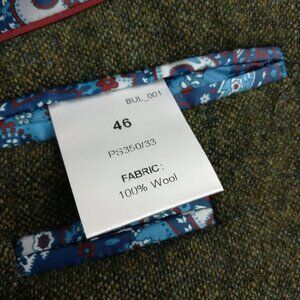 BUL_001
46
PS350/33
FABRIC:
100% Wool